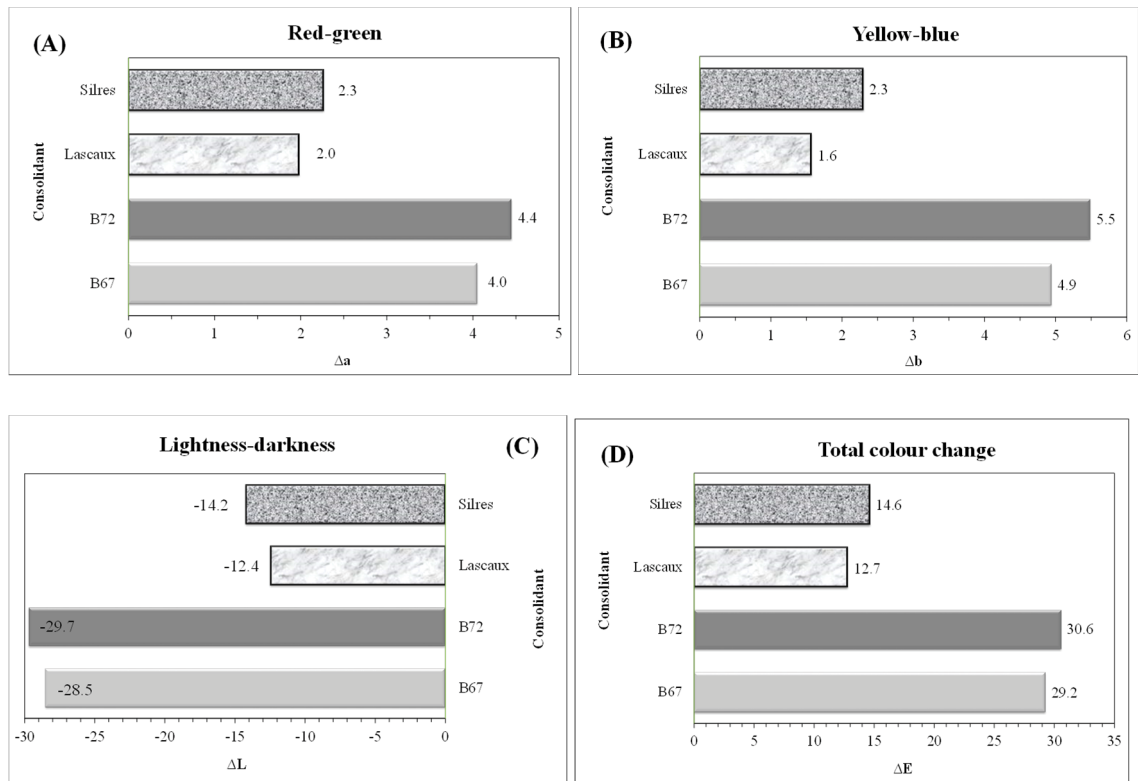 (A)
Red-green
Consolidant
Silres
2.3
Lascaux
2.0
B72
4.4
B67
4.0
0 1 2 3 4 5
Δa
(B)
Yellow-blue
Consolidant
Silres
2.3
Lascaux
1.6
B72
5.5
B67
4.9
0 1 2 3 4 5 6
Δb
Lightness-darkness
(C)
-14.2
Silres
-12.4
Lascaux
-29.7
B72
-28.5
B67
Consolidant
-30 -25 -20 -15 -10 -5 0
ΔL
(D)
Total colour change
Consolidant
Silres
14.6
Lascaux
12.7
B72
30.6
B67
29.2
0 5 10 15 20 25 30 35
ΔE